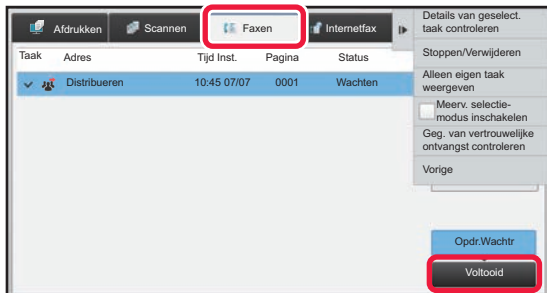 Afdrukken Scannen Faxen Internetfax
Taak Adres Tijd Inst. Pagina Status
Distribueren 10:45 07/07 0001 Wachten
Details van geselect.
taak controleren
Stoppen/Verwijderen
Alleen eigen taak
weergeven
Meerv. selectie-
modus inschakelen
Geg. van vertrouwelijke
ontvangst controleren
Vorige
Opdr.Wachtr
Voltooid